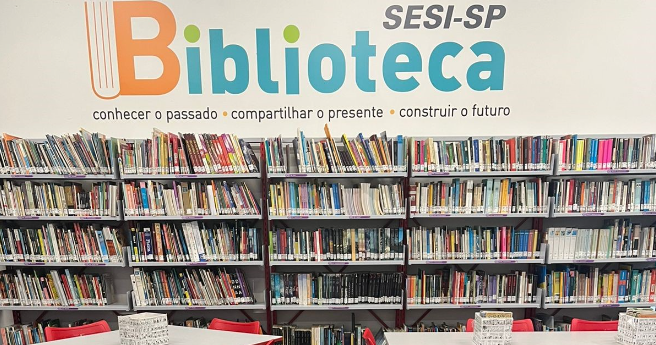 SESI-SP
Biblioteca
conhecer o passado • compartilhar o presente • construir o futuro